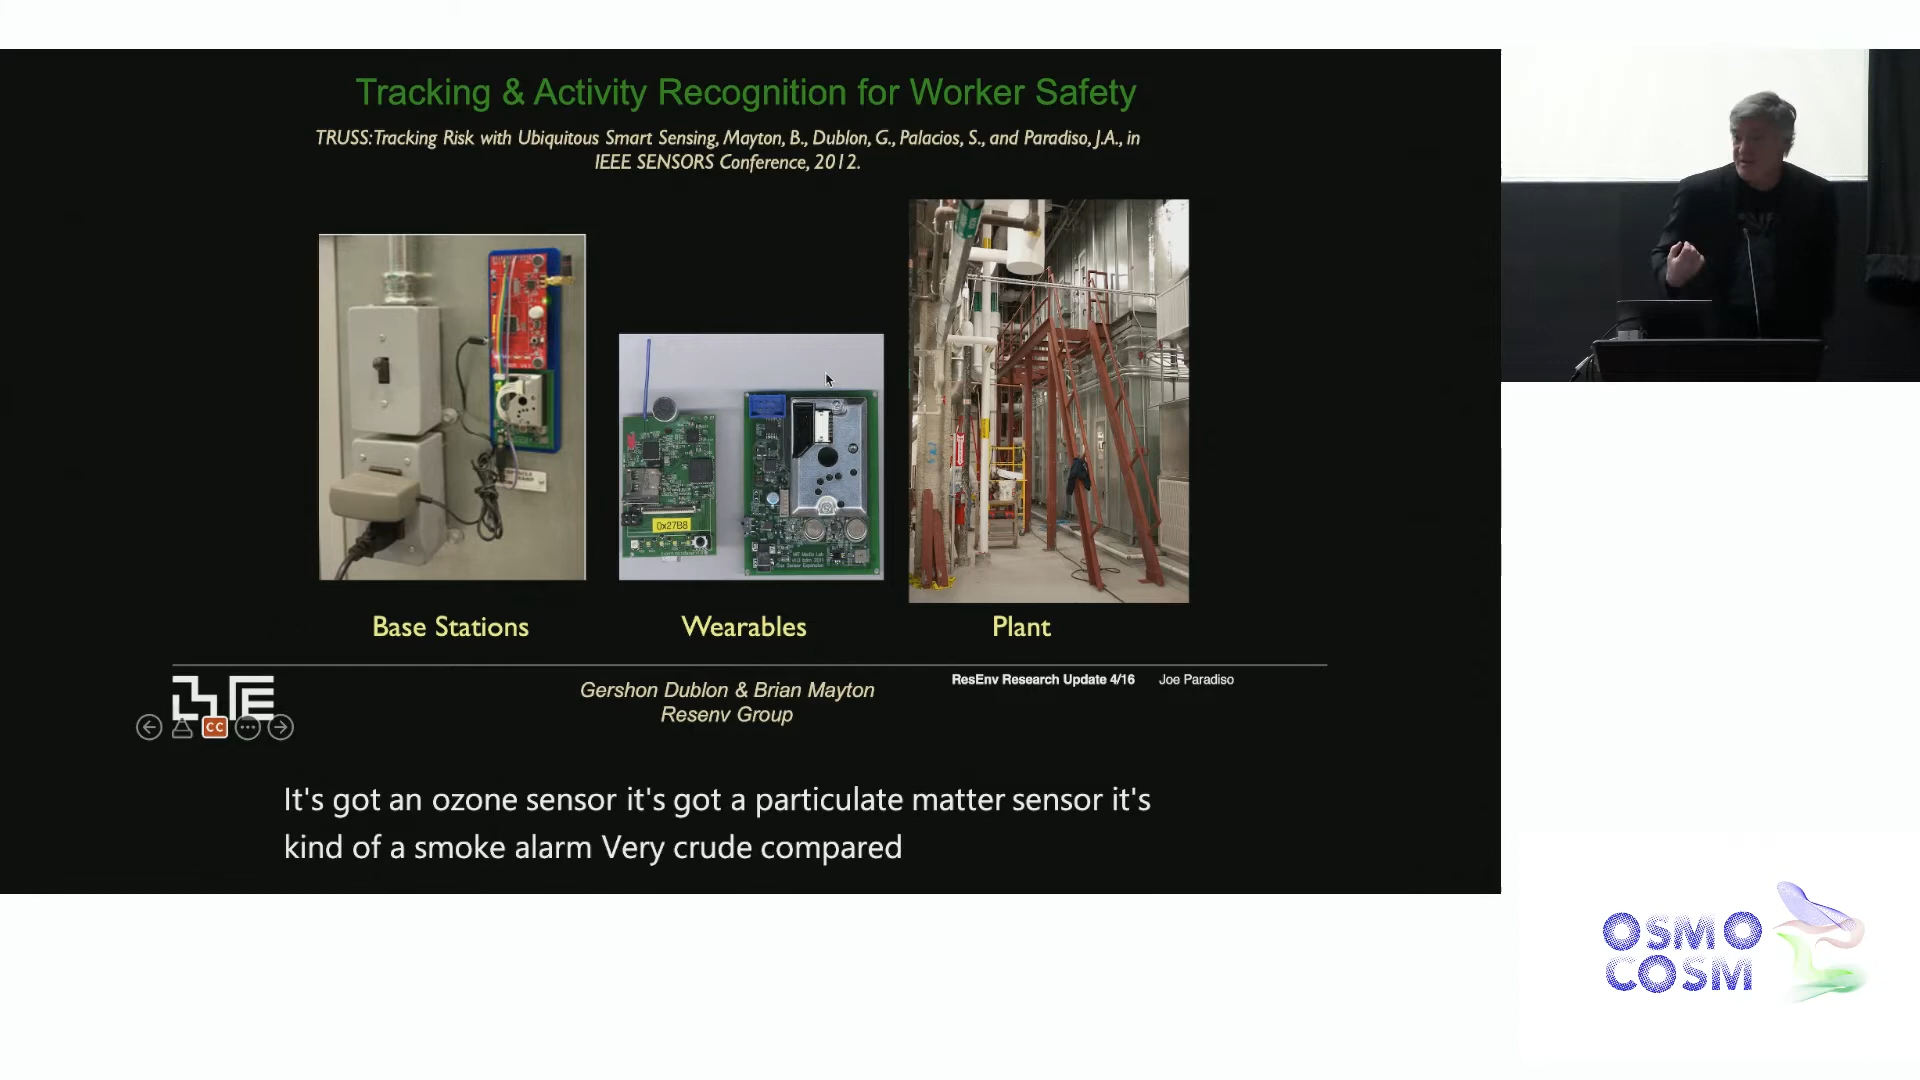 Tracking & Activity Recognition for Worker Safety
TRUSS: Tracking Risk with Ubiquitous Smart Sensing, Mayton, B., Dublon, G., Palacios, S., and Paradiso, J.A., in
IEEE SENSORS Conference, 2012.
0x27B8
MIT Media Lab
Base Stations
Wearables
Plant
ResEnv Research Update 4/16 Joe Paradiso
Gershon Dublon & Brian Mayton
Resenv Group
CC
It's got an ozone sensor it's got a particulate matter sensor it's
kind of a smoke alarm Very crude compared
OSMO
COSM